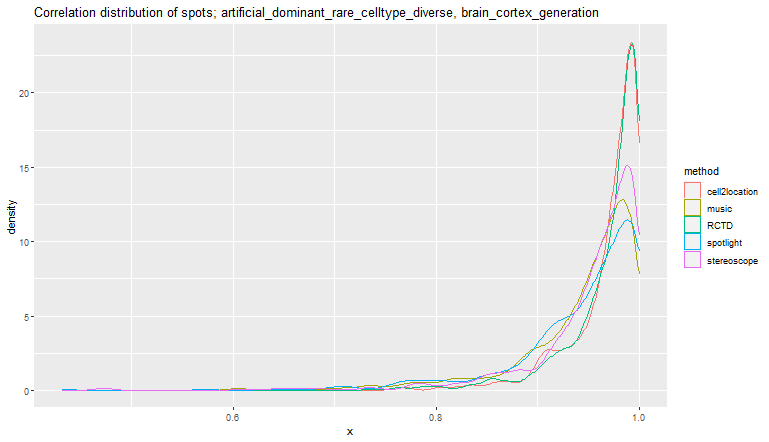 Correlation distribution of spots; artificial_dominant_rare_celltype_diverse, brain_cortex_generation
20
15
10
5
0
density
0.6
0.8
1.0
x
method
cell2location
music
RCTD
spotlight
stereoscope